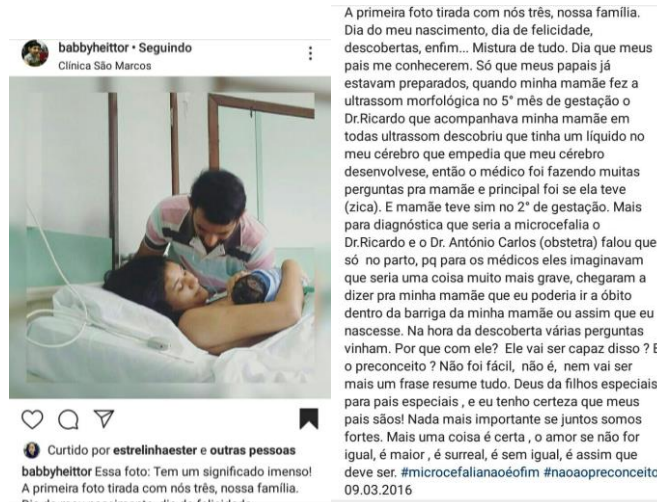 babbyheittor • Seguindo
Clínica São Marcos
Curtido por estrelinhaester e outras pessoas
babbyheittor Essa foto: Tem um significado imenso!
A primeira foto tirada com nós três, nossa família.
A primeira foto tirada com nós três, nossa família.
Dia do meu nascimento, dia de felicidade,
descobertas, enfim... Mistura de tudo. Dia que meus
pais me conhecerem. Só que meus papais já
estavam preparados, quando minha mamãe fez a
ultrassom morfológica no 5° mês de gestação o
Dr.Ricardo que acompanhava minha mamãe em
todas ultrassom descobriu que tinha um líquido no
meu cérebro que empedia que meu cérebro
desenvolvese, então o médico foi fazendo muitas
perguntas pra mamãe e principal foi se ela teve
(zica). E mamãe teve sim no 2° de gestação. Mais
para diagnóstica que seria a microcefalia o
Dr.Ricardo e o Dr. António Carlos (obstetra) falou que
só no parto, pq para os médicos eles imaginavam
que seria uma coisa muito mais grave, chegaram a
dizer pra minha mamãe que eu poderia ir a óbito
dentro da barriga da minha mamãe ou assim que eu
nascesse. Na hora da descoberta várias perguntas
vinham. Por que com ele? Ele vai ser capaz disso ? E
o preconceito ? Não foi fácil, não é, nem vai ser
mais um frase resume tudo. Deus da filhos especiais
para pais especiais , e eu tenho certeza que meus
pais sãos! Nada mais importante se juntos somos
fortes. Mais uma coisa é certa , o amor se não for
igual, é maior , é surreal, é sem igual, é assim que
deve ser. #microcefalianaoéofim #naoaopreconceito
09.03.2016